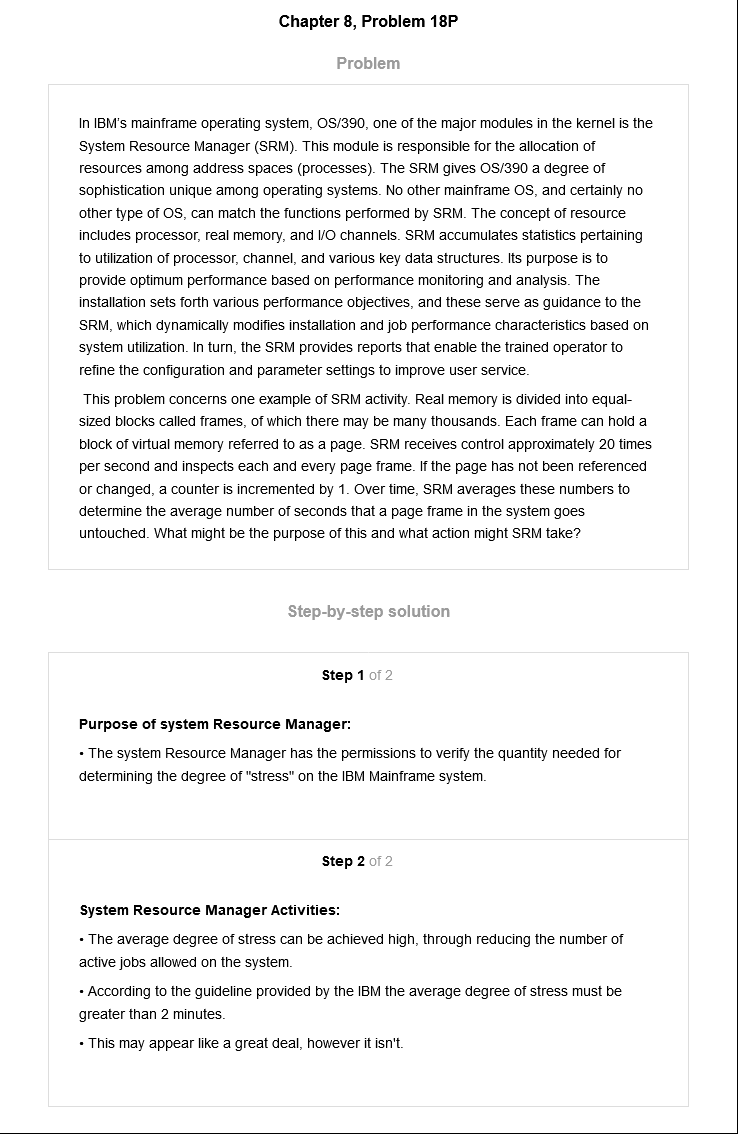 Chapter 8, Problem 18P
Problem
In IBM's mainframe operating system, OS/390, one of the major modules in the kernel is the
System Resource Manager (SRM). This module is responsible for the allocation of
resources among address spaces (processes). The SRM gives OS/390 a degree of
sophistication unique among operating systems. No other mainframe OS, and certainly no
other type of OS, can match the functions performed by SRM. The concept of resource
includes processor, real memory, and I/O channels. SRM accumulates statistics pertaining
to utilization of processor, channel, and various key data structures. Its purpose is to
provide optimum performance based on performance monitoring and analysis. The
installation sets forth various performance objectives, and these serve as guidance to the
SRM, which dynamically modifies installation and job performance characteristics based on
system utilization. In turn, the SRM provides reports that enable the trained operator to
refine the configuration and parameter settings to improve user service.
This problem concerns one example of SRM activity. Real memory is divided into equal-
sized blocks called frames, of which there may be many thousands. Each frame can hold a
block of virtual memory referred to as a page. SRM receives control approximately 20 times
per second and inspects each and every page frame. If the page has not been referenced
or changed, a counter is incremented by 1. Over time, SRM averages these numbers to
determine the average number of seconds that a page frame in the system goes
untouched. What might be the purpose of this and what action might SRM take?
Step-by-step solution
Step 1 of 2
Purpose of system Resource Manager:
• The system Resource Manager has the permissions to verify the quantity needed for
determining the degree of "stress" on the IBM Mainframe system.
Step 2 of 2
System Resource Manager Activities:
• The average degree of stress can be achieved high, through reducing the number of
active jobs allowed on the system.
• According to the guideline provided by the IBM the average degree of stress must be
greater than 2 minutes.
• This may appear like a great deal, however it isn't.